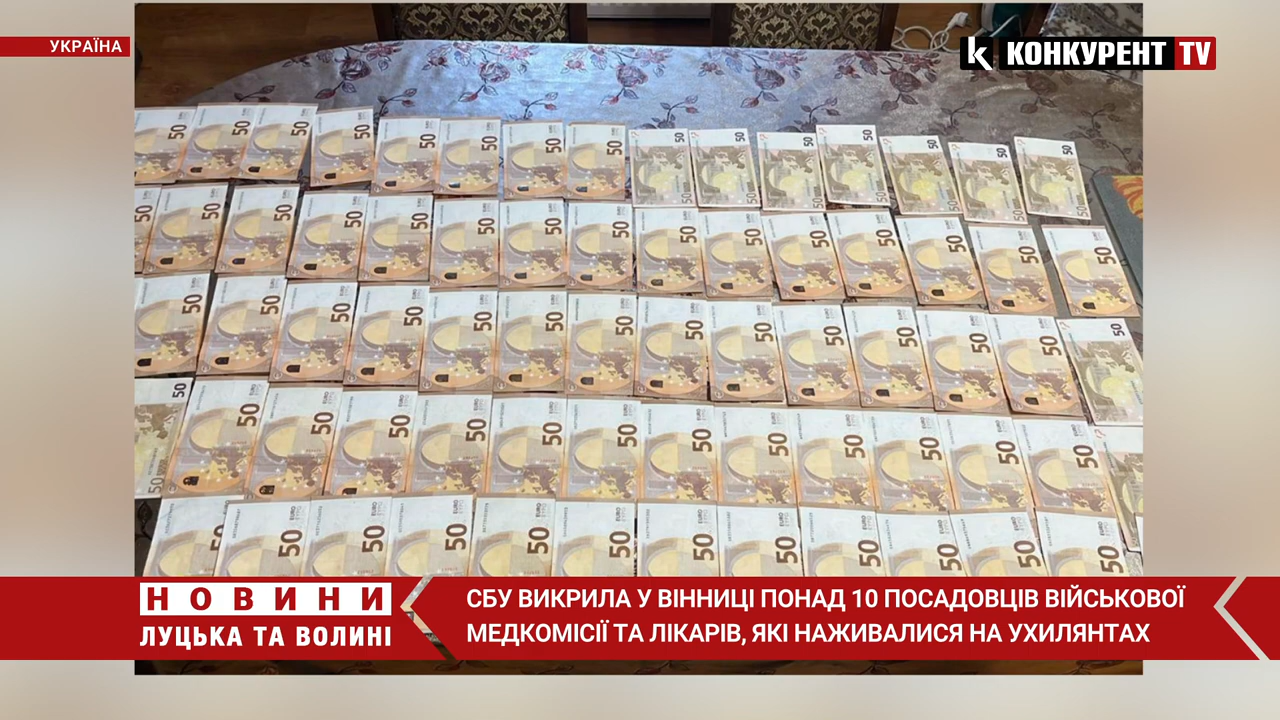 УКРАЇНА
КОНКУРЕНТ TV
НОВИНИ
ЛУЦЬКА ТА ВОЛИНІ
СБУ ВИКРИЛА У ВІННИЦІ ПОНАД 10 ПОСАДОВЦІВ ВІЙСЬКОВОЇ
МЕДКОМІСІЇ ТА ЛІКАРІВ, ЯКІ НАЖИВАЛИСЯ НА УХИЛЯНТАХ